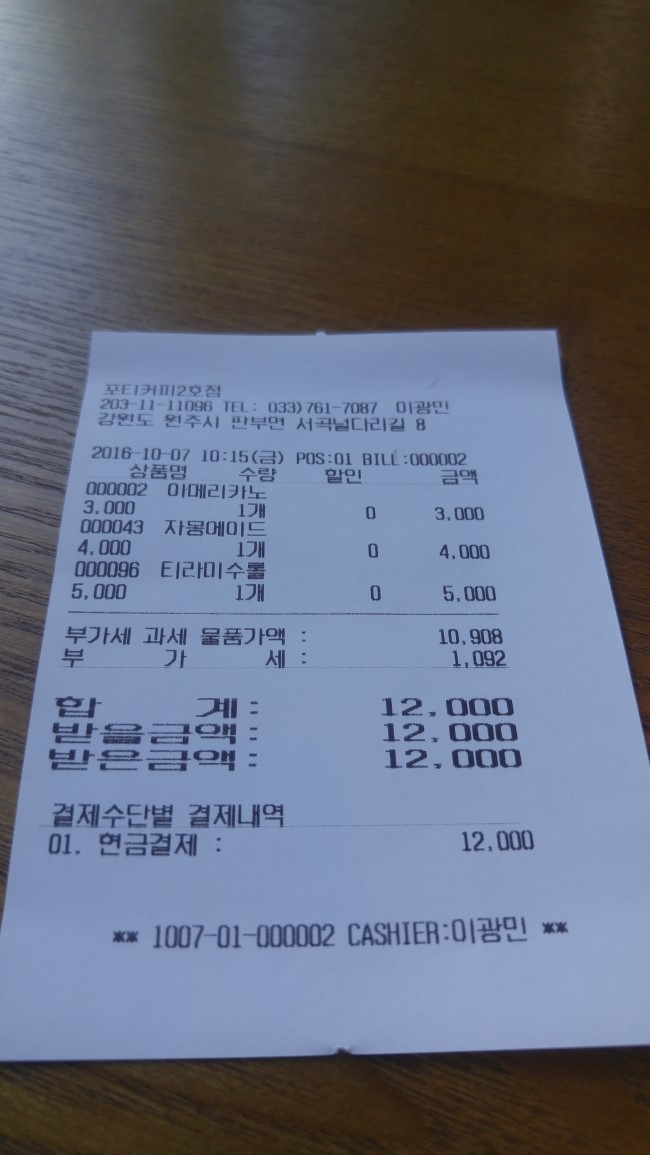 포티커피2호점
203-11-11096 TEL: 033)761-7087 이광민
강원도 원주시 판부면 서곡널다리길 8
2016-10-07 10:15(금) POS:01 BILL:000002
상품명 수량 할인 금액
000002 아메리카노
3,000 1개 0 3,000
000043 자몽에이드
4,000 1개 0 4,000
000096 티라미수롤
5,000 1개 0 5,000
부가세 과세 물품가액 : 10,908
부 가 세 : 1,092
합 계 : 12,000
받을금액 : 12,000
받은금액 : 12,000
결제수단별 결제내역
01. 현금결제 : 12,000
** 1007-01-000002 CASHIER:이광민 **